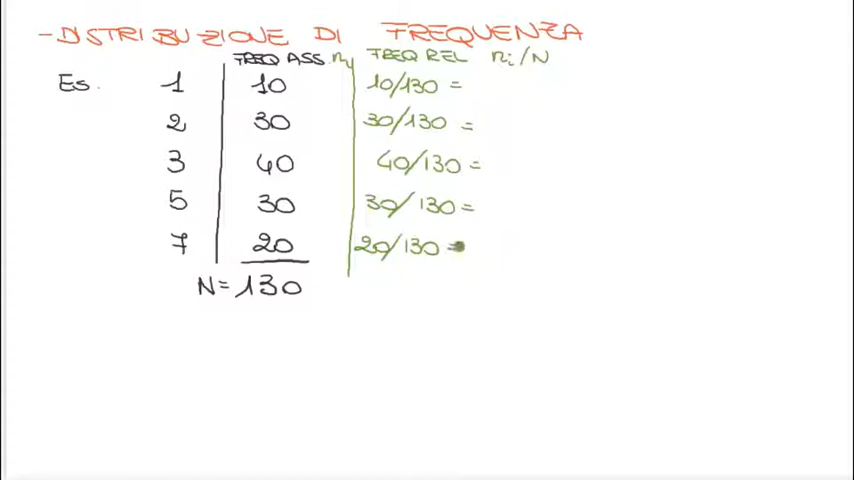 - DISTRIBUZIONE DI FREQUENZA
FREQ ASS. ni FREQ REL ni/N
Es. 1 10 10/130 =
2 30 30/130 =
3 40 40/130 =
5 30 30/130 =
7 20 20/130 =
N= 130